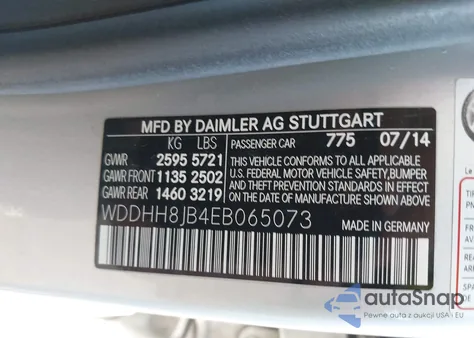 MFD BY DAIMLER AG STUTTGART
KG LBS PASSENGER CAR 775 07/14
GVWR 2595 5721
GAWR FRONT 1135 2502
GAWR REAR 1460 3219
THIS VEHICLE CONFORMS TO ALL APPLICABLE
U.S. FEDERAL MOTOR VEHICLE SAFETY,BUMPER
AND THEFT PREVENTION STANDARDS IN EFFECT
ON THE DATE OF MANUFACTURE SHOWN ABOVE.
WDDHH8JB4EB065073 MADE IN GERMANY
autoSnap
Pewne auta z aukcji USA i EU